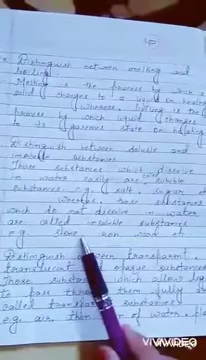 Distinguish between melting and
boiling:
Melting is the process by which a
solid changes to a liquid on heating
Whereas, boiling is the
process by which liquid changes
to its gaseous state on heating
Distinguish between soluble and
insoluble substances
Those substances which dissolve
in water called are soluble
substances. e.g. salt, sugar et
Whereas, those substances
which do not dissolve in water
are called insoluble substances
e.g. stone, iron, wood etc
Distinguish between transparent,
translucent and opaque substances
Those substances which allow light
to pass through them fully are
called transparent substances
e.g. air, thin of water, glass